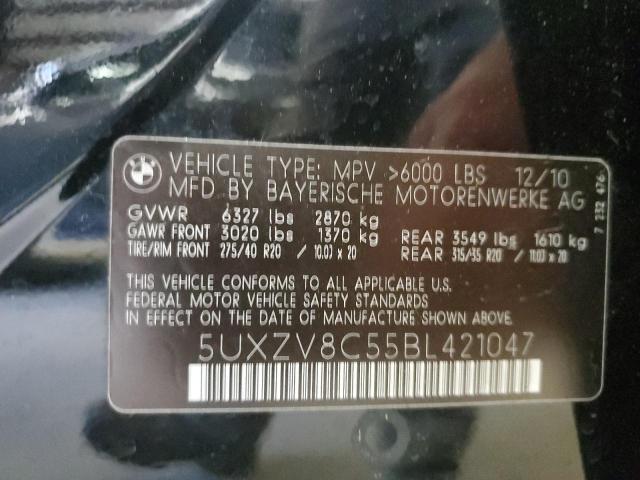 VEHICLE TYPE: MPV >6000 LBS 12/10
MFD BY BAYERISCHE MOTORENWERKE AG
GVWR 6327 lbs 2870 kg
GAWR FRONT 3020 lbs 1370 kg REAR 3549 lbs 1610 kg
TIRE/RIM FRONT 275/40 R20 / 10.0J x 20 REAR 315/35 R20 / 11.0J x 20
THIS VEHICLE CONFORMS TO ALL APPLICABLE U.S.
FEDERAL MOTOR VEHICLE SAFETY STANDARDS
IN EFFECT ON THE DATE OF MANUFACTURE SHOWN ABOVE.
5UXZV8C55BL421047
7 232 476